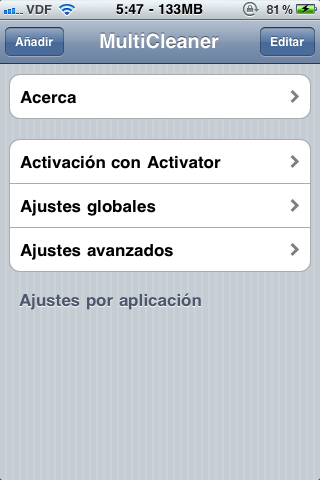 VDF 5:47 - 133MB 81%
Añadir MultiCleaner Editar
Acerca
Activación con Activator
Ajustes globales
Ajustes avanzados
Ajustes por aplicación